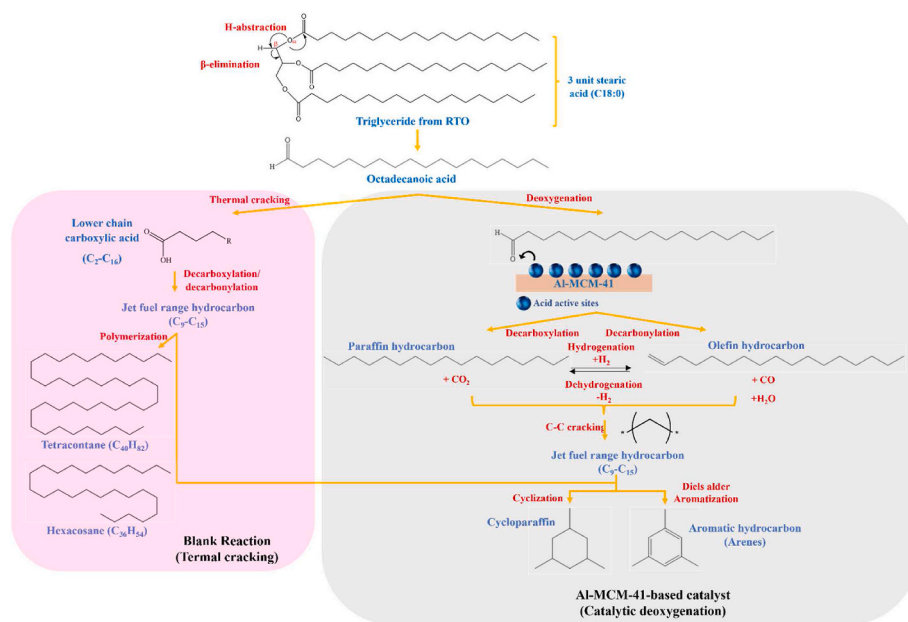 H-abstraction
O
H
β
O
α
β-elimination
O
O
O
O
3 unit stearic
acid (C18:0)
Triglyceride from RTO
O
H
Octadecanoic acid
Thermal cracking
Deoxygenation
Lower chain
carboxylic acid
(C₂-C₁₆)
O
R
OH
H
O
Al-MCM-41
Acid active sites
Decarboxylation/
decarbonylation
Jet fuel range hydrocarbon
(C₉-C₁₅)
Polymerization
Decarboxylation
Decarbonylation
Paraffin hydrocarbon
Hydrogenation
+H₂
Olefin hydrocarbon
+ CO₂
Dehydrogenation
-H₂
+ CO
+H₂O
C-C cracking
* *
Jet fuel range hydrocarbon
(C₉-C₁₅)
Tetracontane (C₄₀H₈₂)
Hexacosane (C₃₆H₅₄)
Cyclization
Diels alder
Aromatization
Cycloparaffin
Aromatic hydrocarbon
(Arenes)
Blank Reaction
(Termal cracking)
Al-MCM-41-based catalyst
(Catalytic deoxygenation)